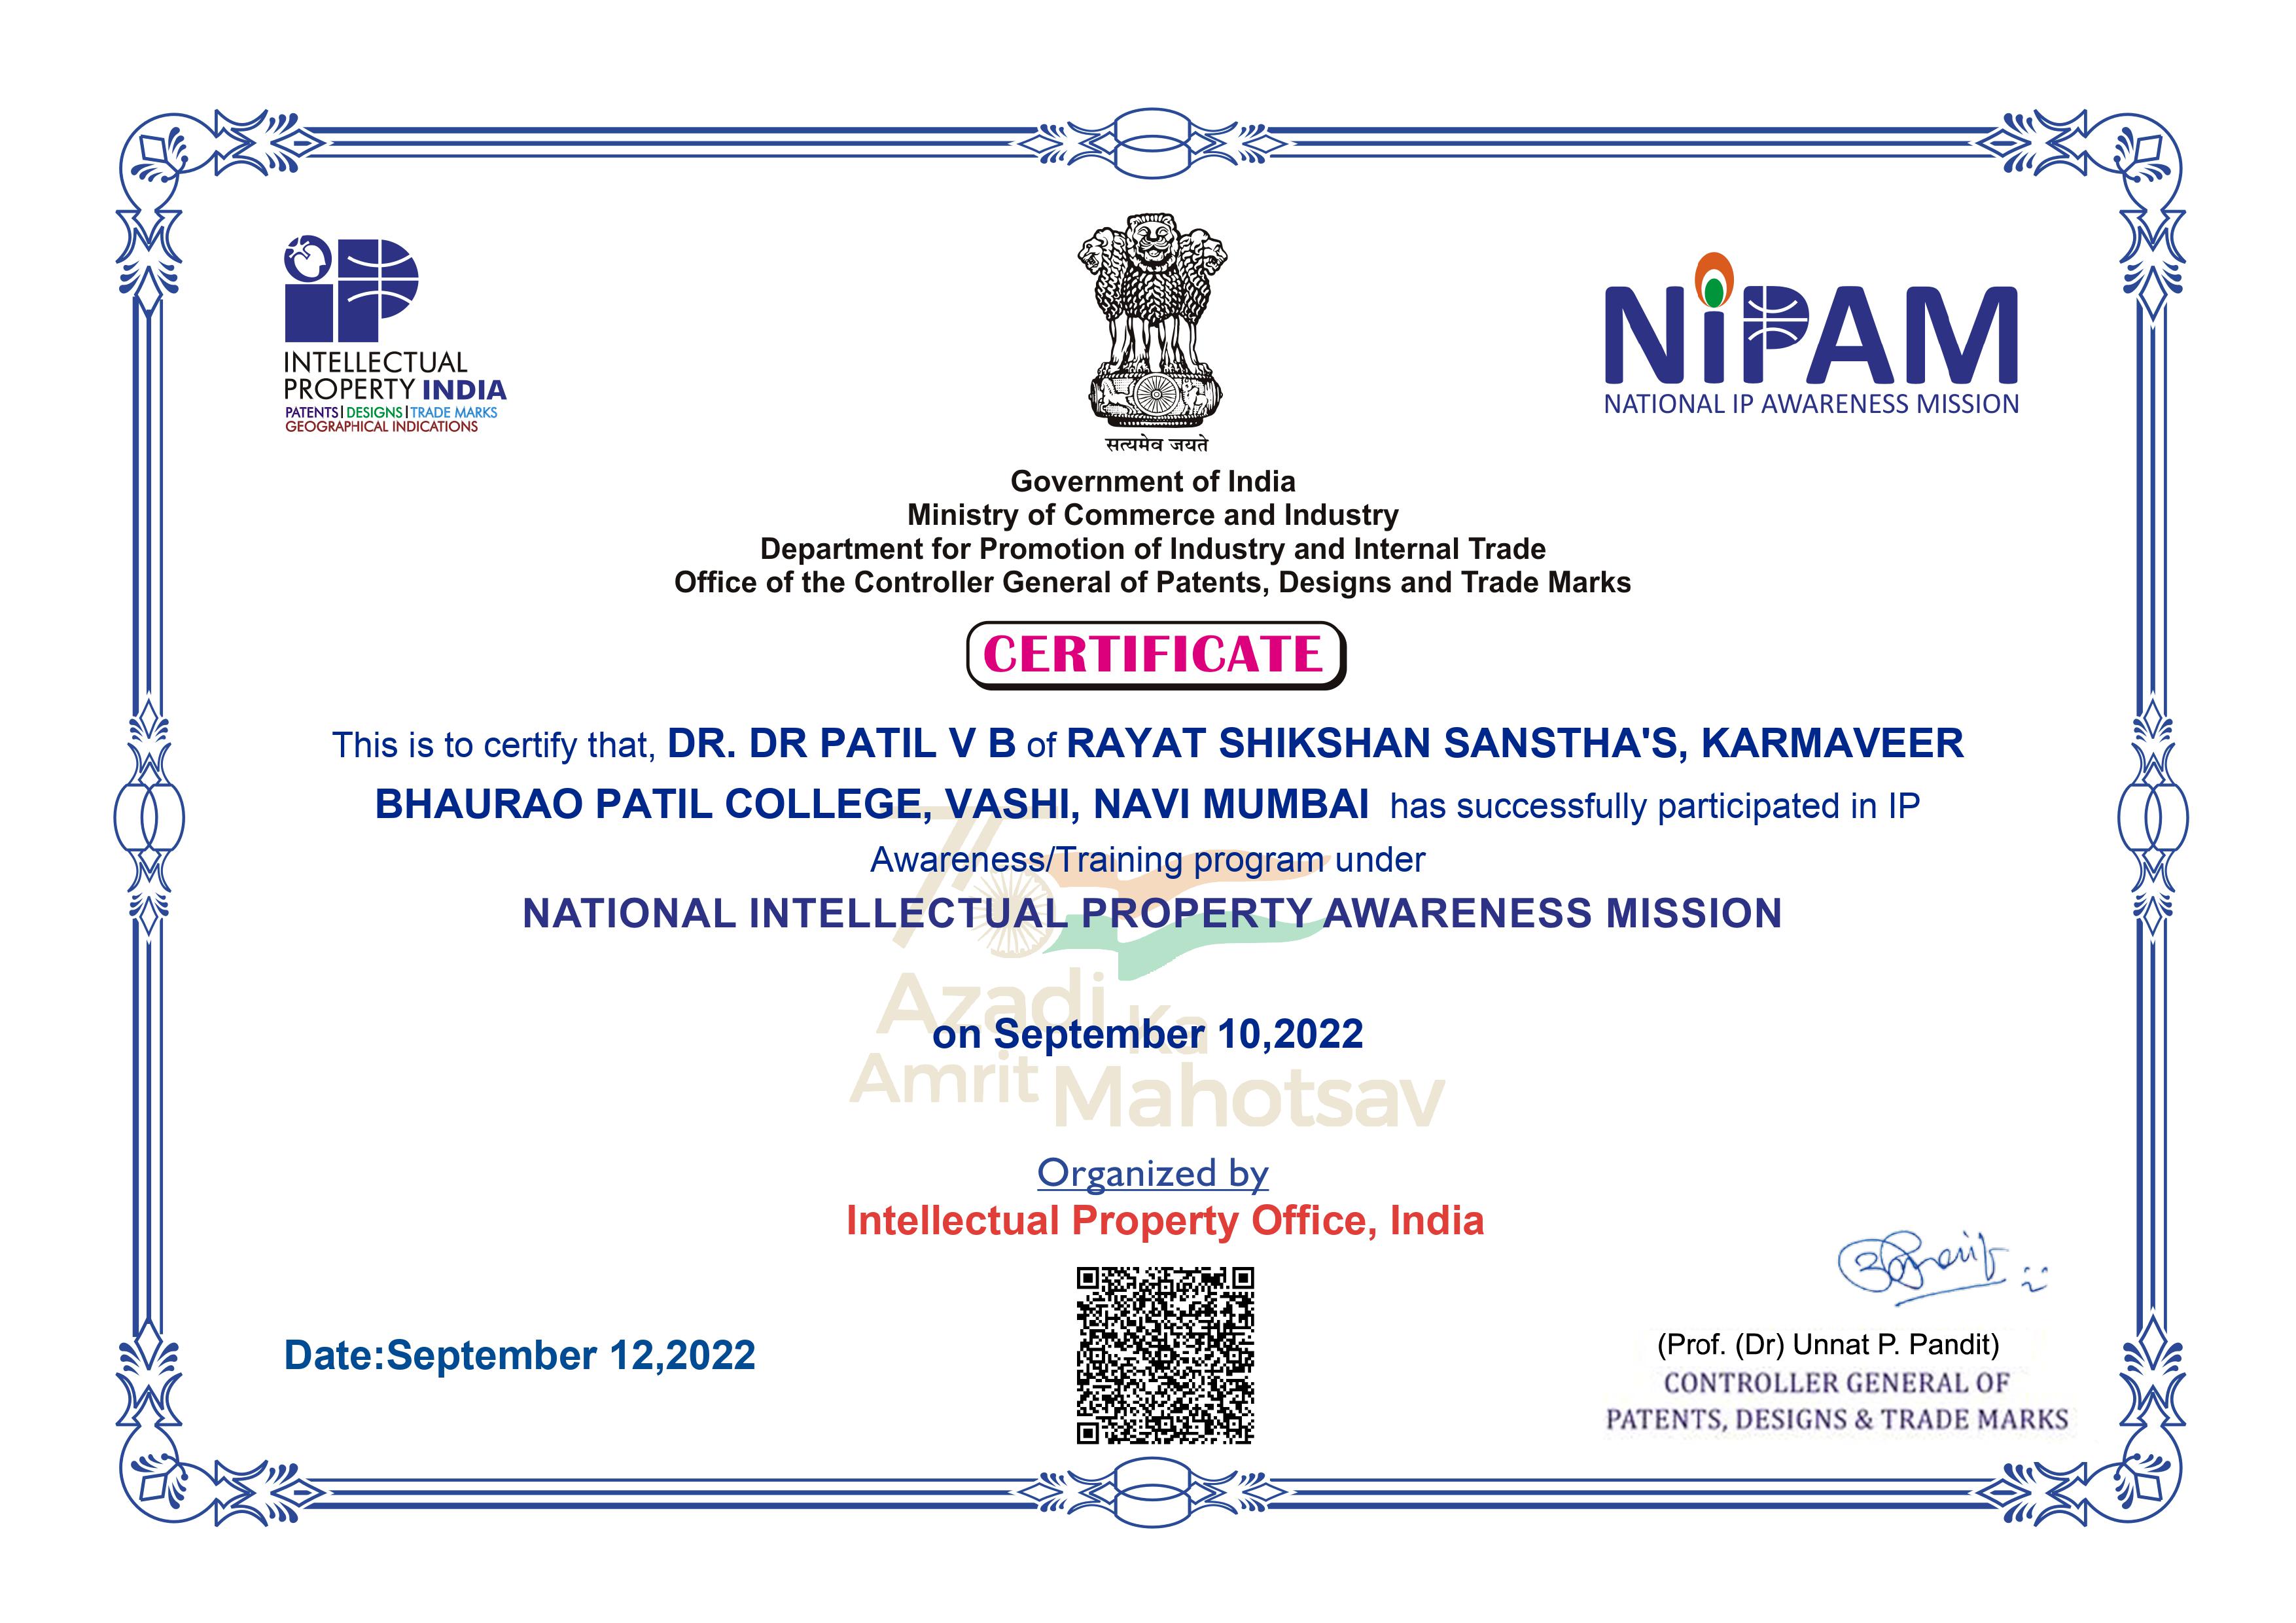 INTELLECTUAL
PROPERTY INDIA
PATENTS|DESIGNS|TRADE MARKS
GEOGRAPHICAL INDICATIONS
सत्यमेव जयते
NiPAM
NATIONAL IP AWARENESS MISSION
Government of India
Ministry of Commerce and Industry
Department for Promotion of Industry and Internal Trade
Office of the Controller General of Patents, Designs and Trade Marks
CERTIFICATE
This is to certify that, DR. DR PATIL V B of RAYAT SHIKSHAN SANSTHA'S, KARMAVEER
BHAURAO PATIL COLLEGE, VASHI, NAVI MUMBAI has successfully participated in IP
Awareness/Training program under
NATIONAL INTELLECTUAL PROPERTY AWARENESS MISSION
75
Azadi Ka
on September 10,2022
Amrit Mahotsav
Organized by
Intellectual Property Office, India
Date:September 12,2022
(Prof. (Dr) Unnat P. Pandit)
CONTROLLER GENERAL OF
PATENTS, DESIGNS & TRADE MARKS